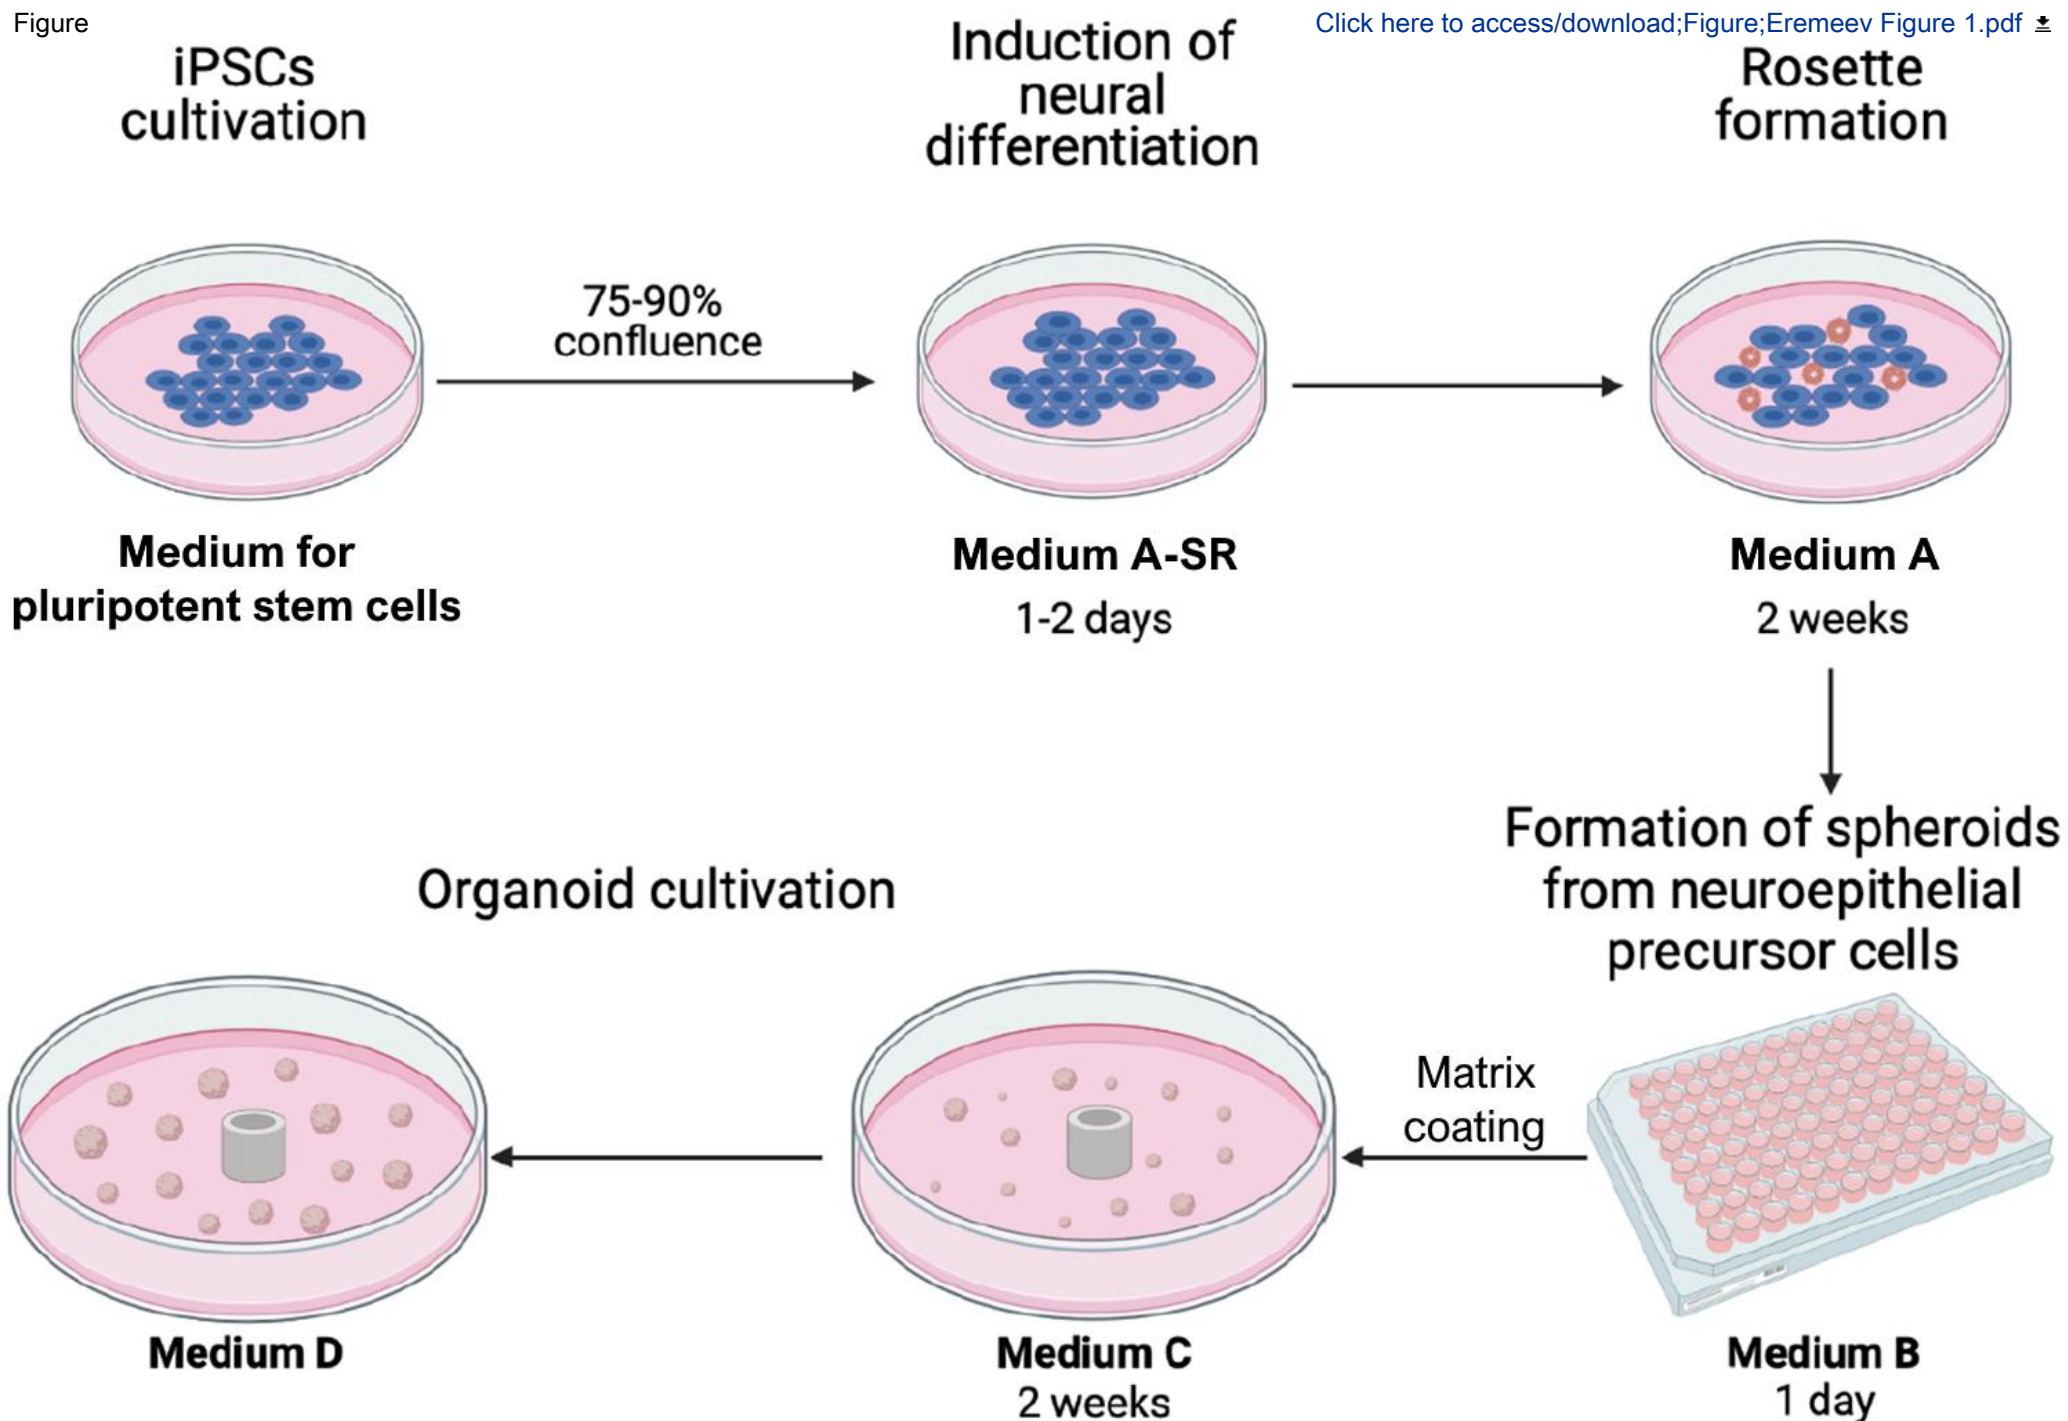 Figure
Click here to access/download;Figure;Eremeev Figure 1.pdf
iPSCs
cultivation
Induction of
neural
differentiation
Rosette
formation
75-90%
confluence
Medium for
pluripotent stem cells
Medium A-SR
1-2 days
Medium A
2 weeks
Formation of spheroids
from neuroepithelial
precursor cells
Organoid cultivation
Matrix
coating
Medium D
Medium C
2 weeks
Medium B
1 day